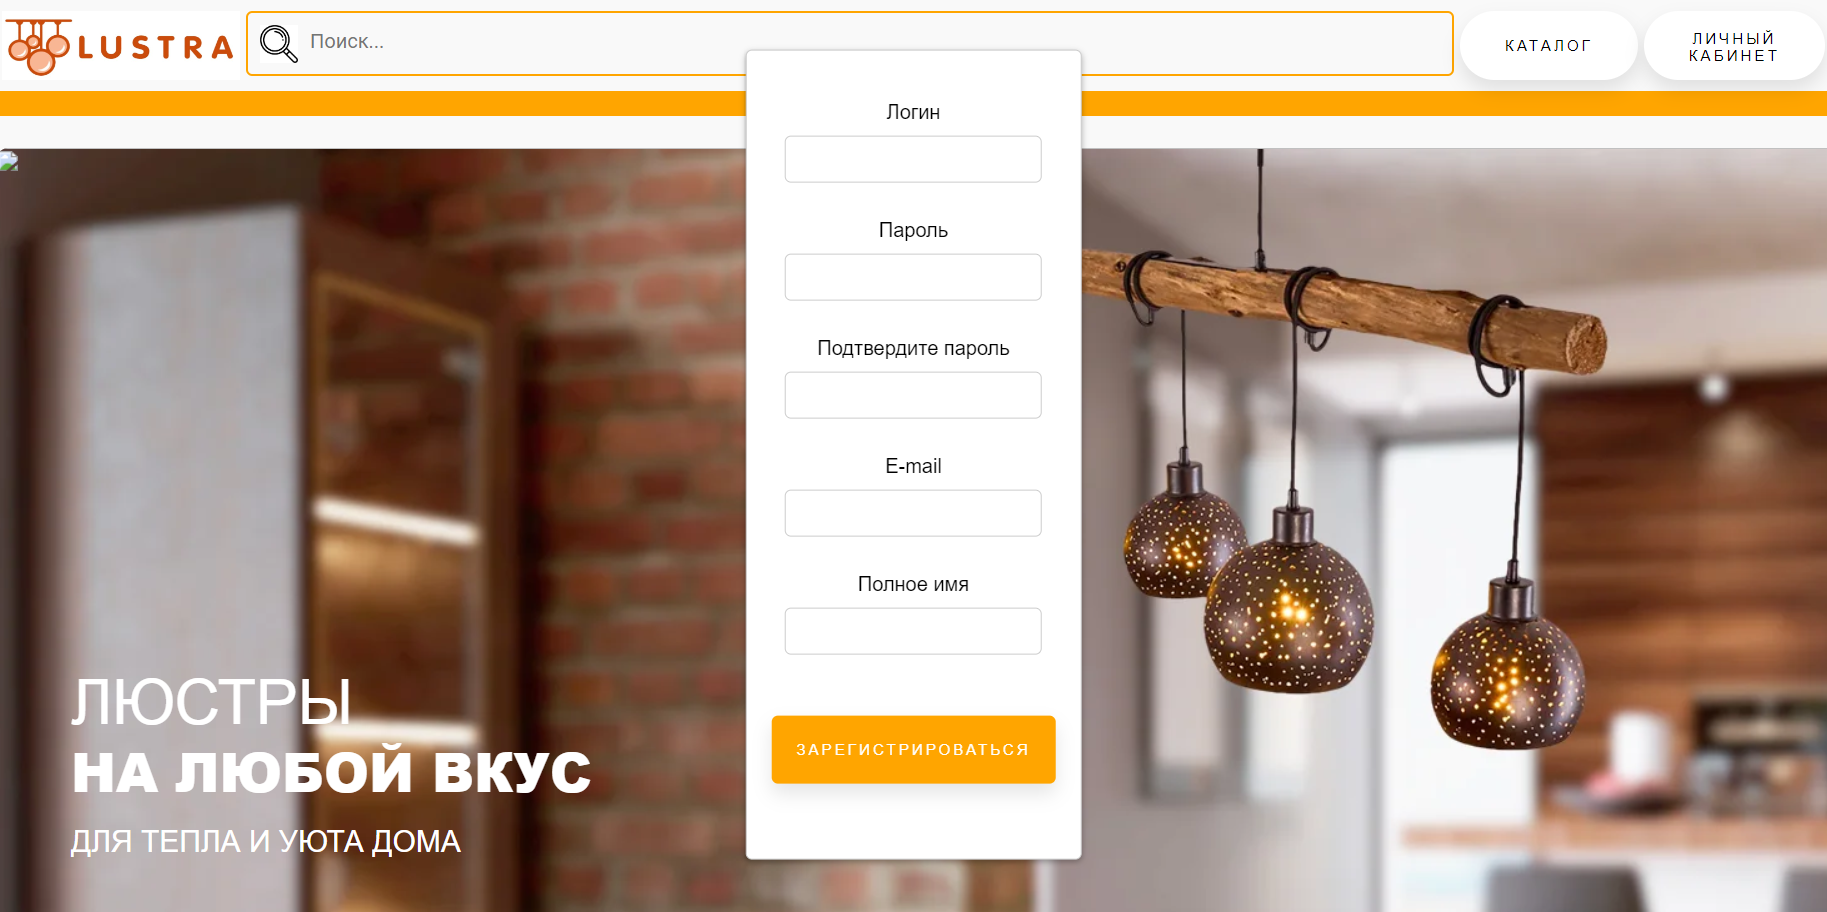 LUSTRA
Поиск...
КАТАЛОГ
ЛИЧНЫЙ
КАБИНЕТ
Логин
Пароль
Подтвердите пароль
E-mail
Полное имя
ЗАРЕГИСТРИРОВАТЬСЯ
ЛЮСТРЫ
НА ЛЮБОЙ ВКУС
ДЛЯ ТЕПЛА И УЮТА ДОМА